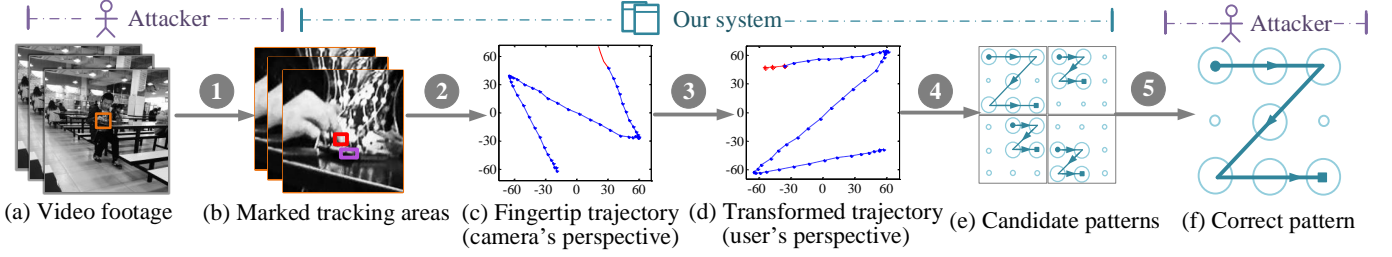 Attacker
Our system
Attacker
1
2
3
4
5
60
30
0
-30
-60
-60 -30 0 30 60
60
30
0
-30
-60
-60 -30 0 30 60
(a) Video footage
(b) Marked tracking areas
(c) Fingertip trajectory
(camera's perspective)
(d) Transformed trajectory
(user's perspective)
(e) Candidate patterns
(f) Correct pattern